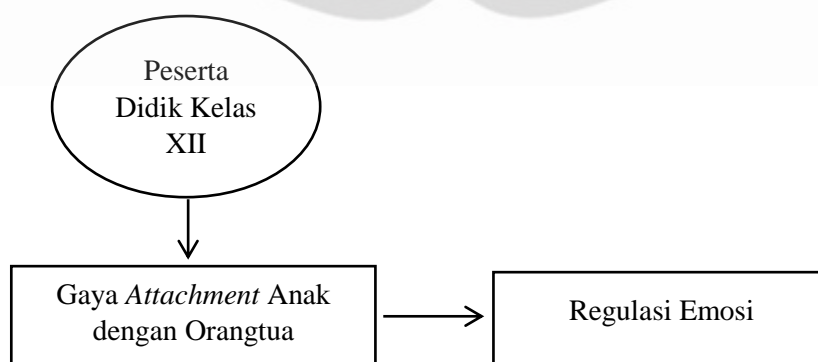 Peserta
Didik Kelas
XII
Gaya Attachment Anak
dengan Orangtua
Regulasi Emosi